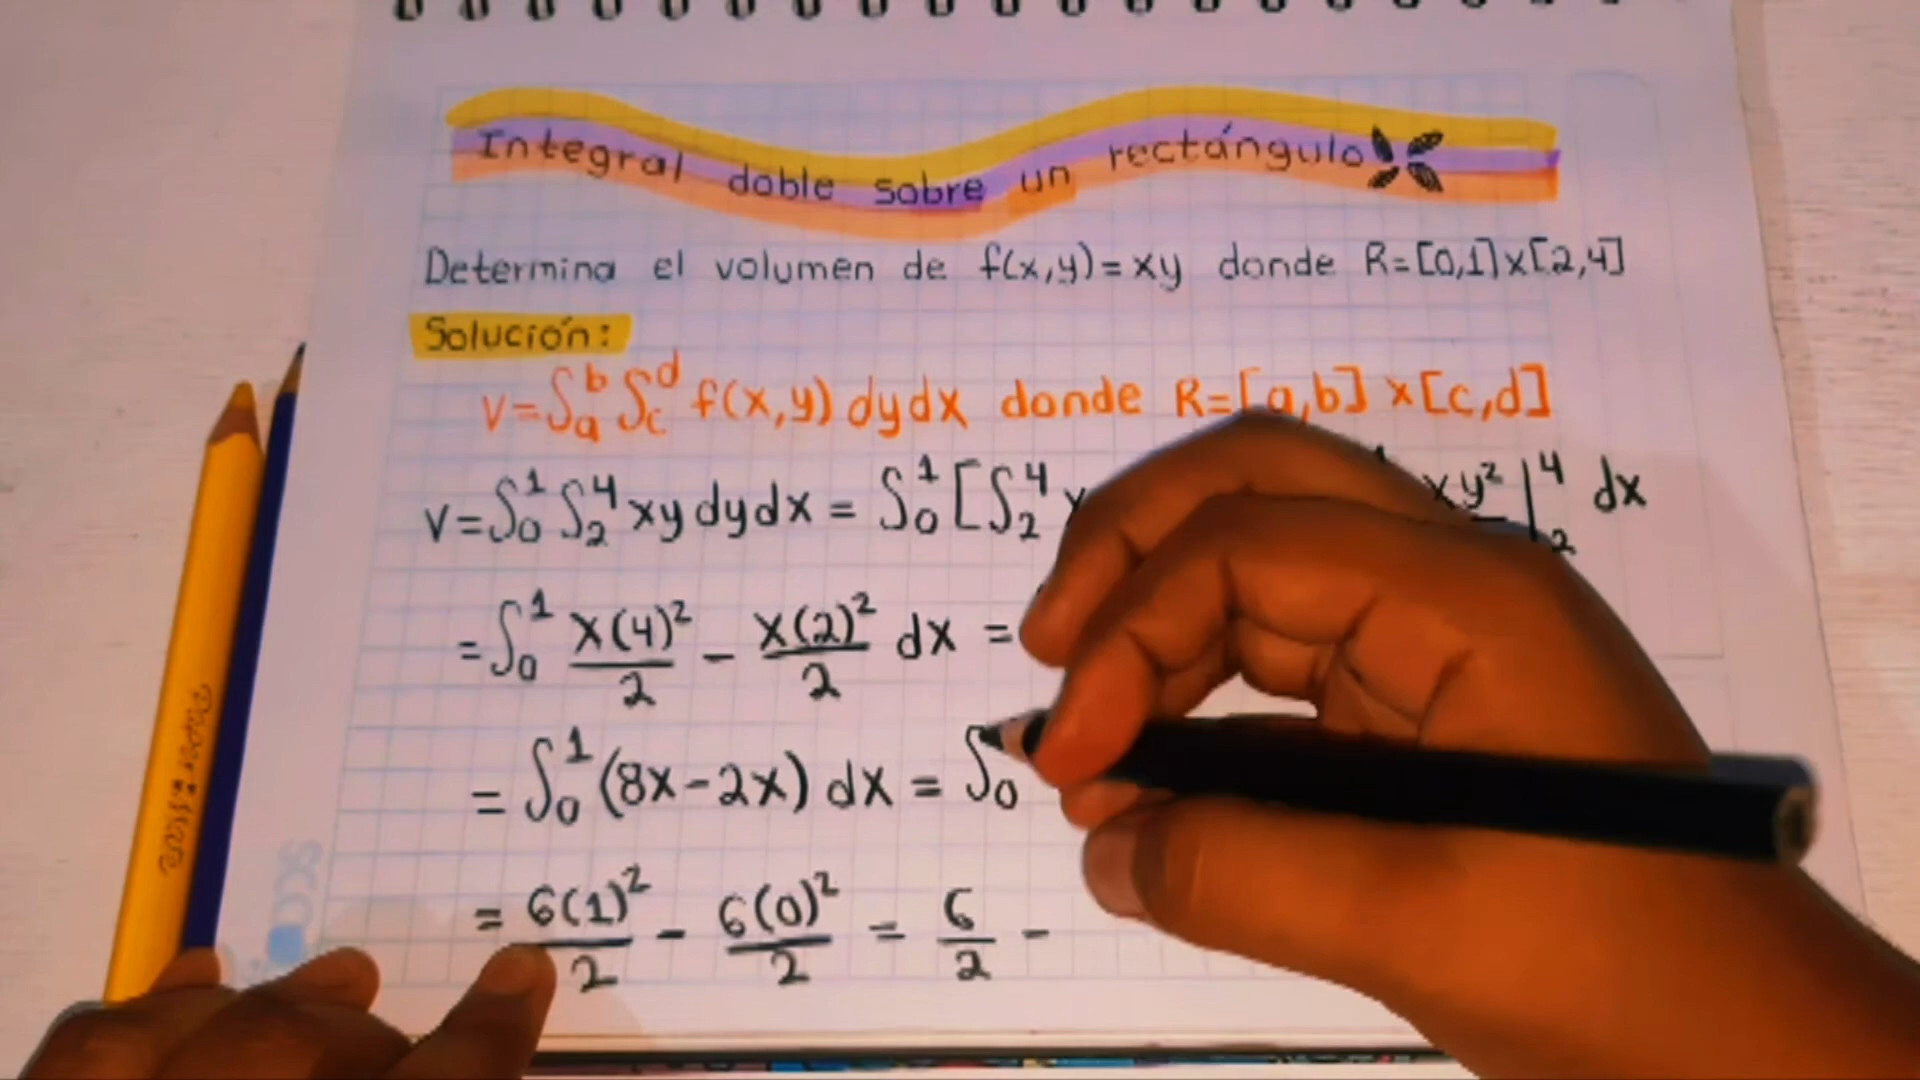 Integral doble sobre un rectángulo
Determina el volumen de f(x,y)=xy donde R=[0,1]x[2,4]
Solución:
V=∫_a^b ∫_c^d f(x,y) dydx donde R=[a,b]x[c,d]
V=∫_0^1 ∫_2^4 xy dydx = ∫_0^1 [∫_2^4 xy²|_2^4 dx
=∫_0^1 x(4)²/2 - x(2)²/2 dx =
=∫_0^1 (8x-2x) dx = ∫_0
= 6(1)²/2 - 6(0)²/2 = 6/2 -